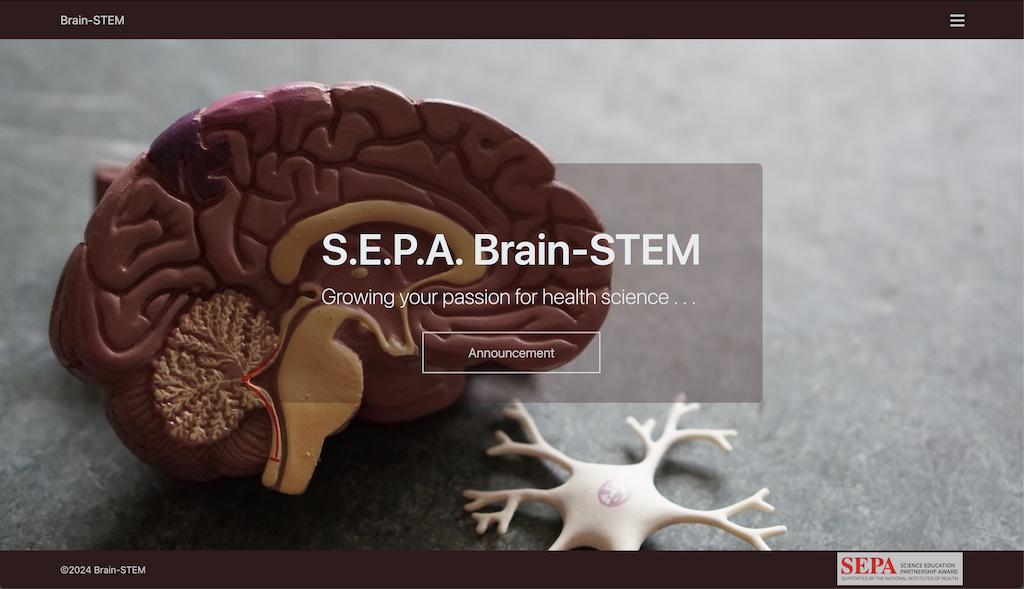 Brain-STEM
S.E.P.A. Brain-STEM
Growing your passion for health science . . .
Announcement
©2024 Brain-STEM
SEPA SCIENCE EDUCATION
PARTNERSHIP AWARD
SUPPORTED BY THE NATIONAL INSTITUTES OF HEALTH